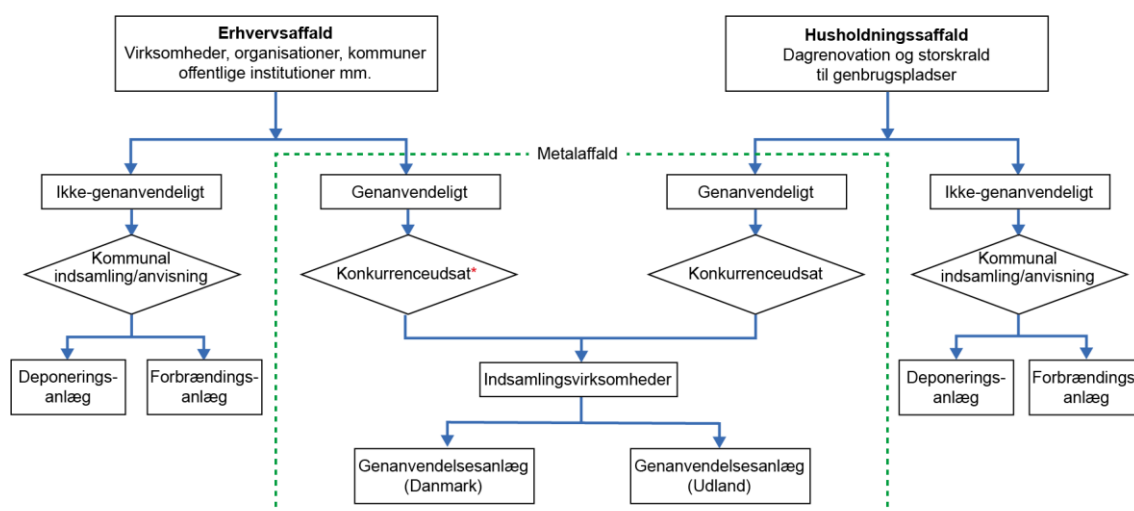 Erhvervsaffald
Virksomheder, organisationer, kommuner
offentlige institutioner mm.
Husholdningssaffald
Dagrenovation og storskrald
til genbrugspladser
Metalaffald
Ikke-genanvendeligt
Genanvendeligt
Genanvendeligt
Ikke-genanvendeligt
Kommunal
indsamling/anvisning
Konkurrenceudsat*
Konkurrenceudsat
Kommunal
indsamling/anvisning
Deponerings-
anlæg
Forbrændings-
anlæg
Indsamlingsvirksomheder
Deponerings-
anlæg
Forbrændings
anlæg
Genanvendelsesanlæg
(Danmark)
Genanvendelsesanlæg
(Udland)